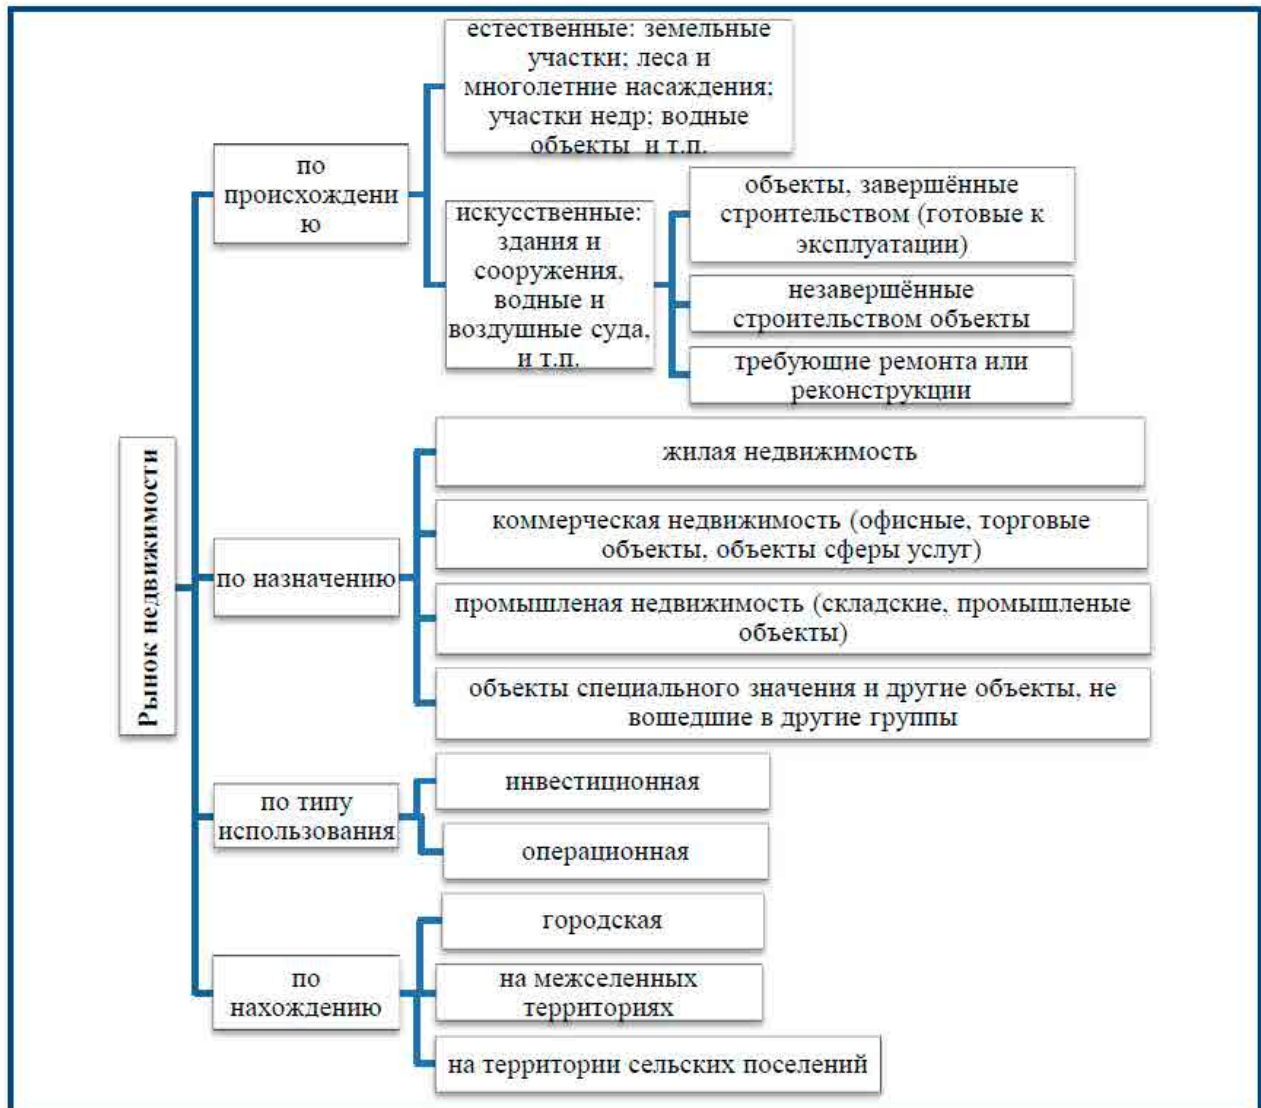 Рынок недвижимости
по
происхождени
ю
естественные: земельные
участки; леса и
многолетние насаждения;
участки недр; водные
объекты и т.п.
искусственные:
здания и
сооружения,
водные и
воздушные суда,
и т.п.
объекты, завершённые
строительством (готовые к
эксплуатации)
незавершённые
строительством объекты
требующие ремонта или
реконструкции
по назначению
жилая недвижимость
коммерческая недвижимость (офисные, торговые
объекты, объекты сферы услуг)
промышленая недвижимость (складские, промышленые
объекты)
объекты специального значения и другие объекты, не
вошедшие в другие группы
по типу
использования
инвестиционная
операционная
по
нахождению
городская
на межселенных
территориях
на территории сельских поселений